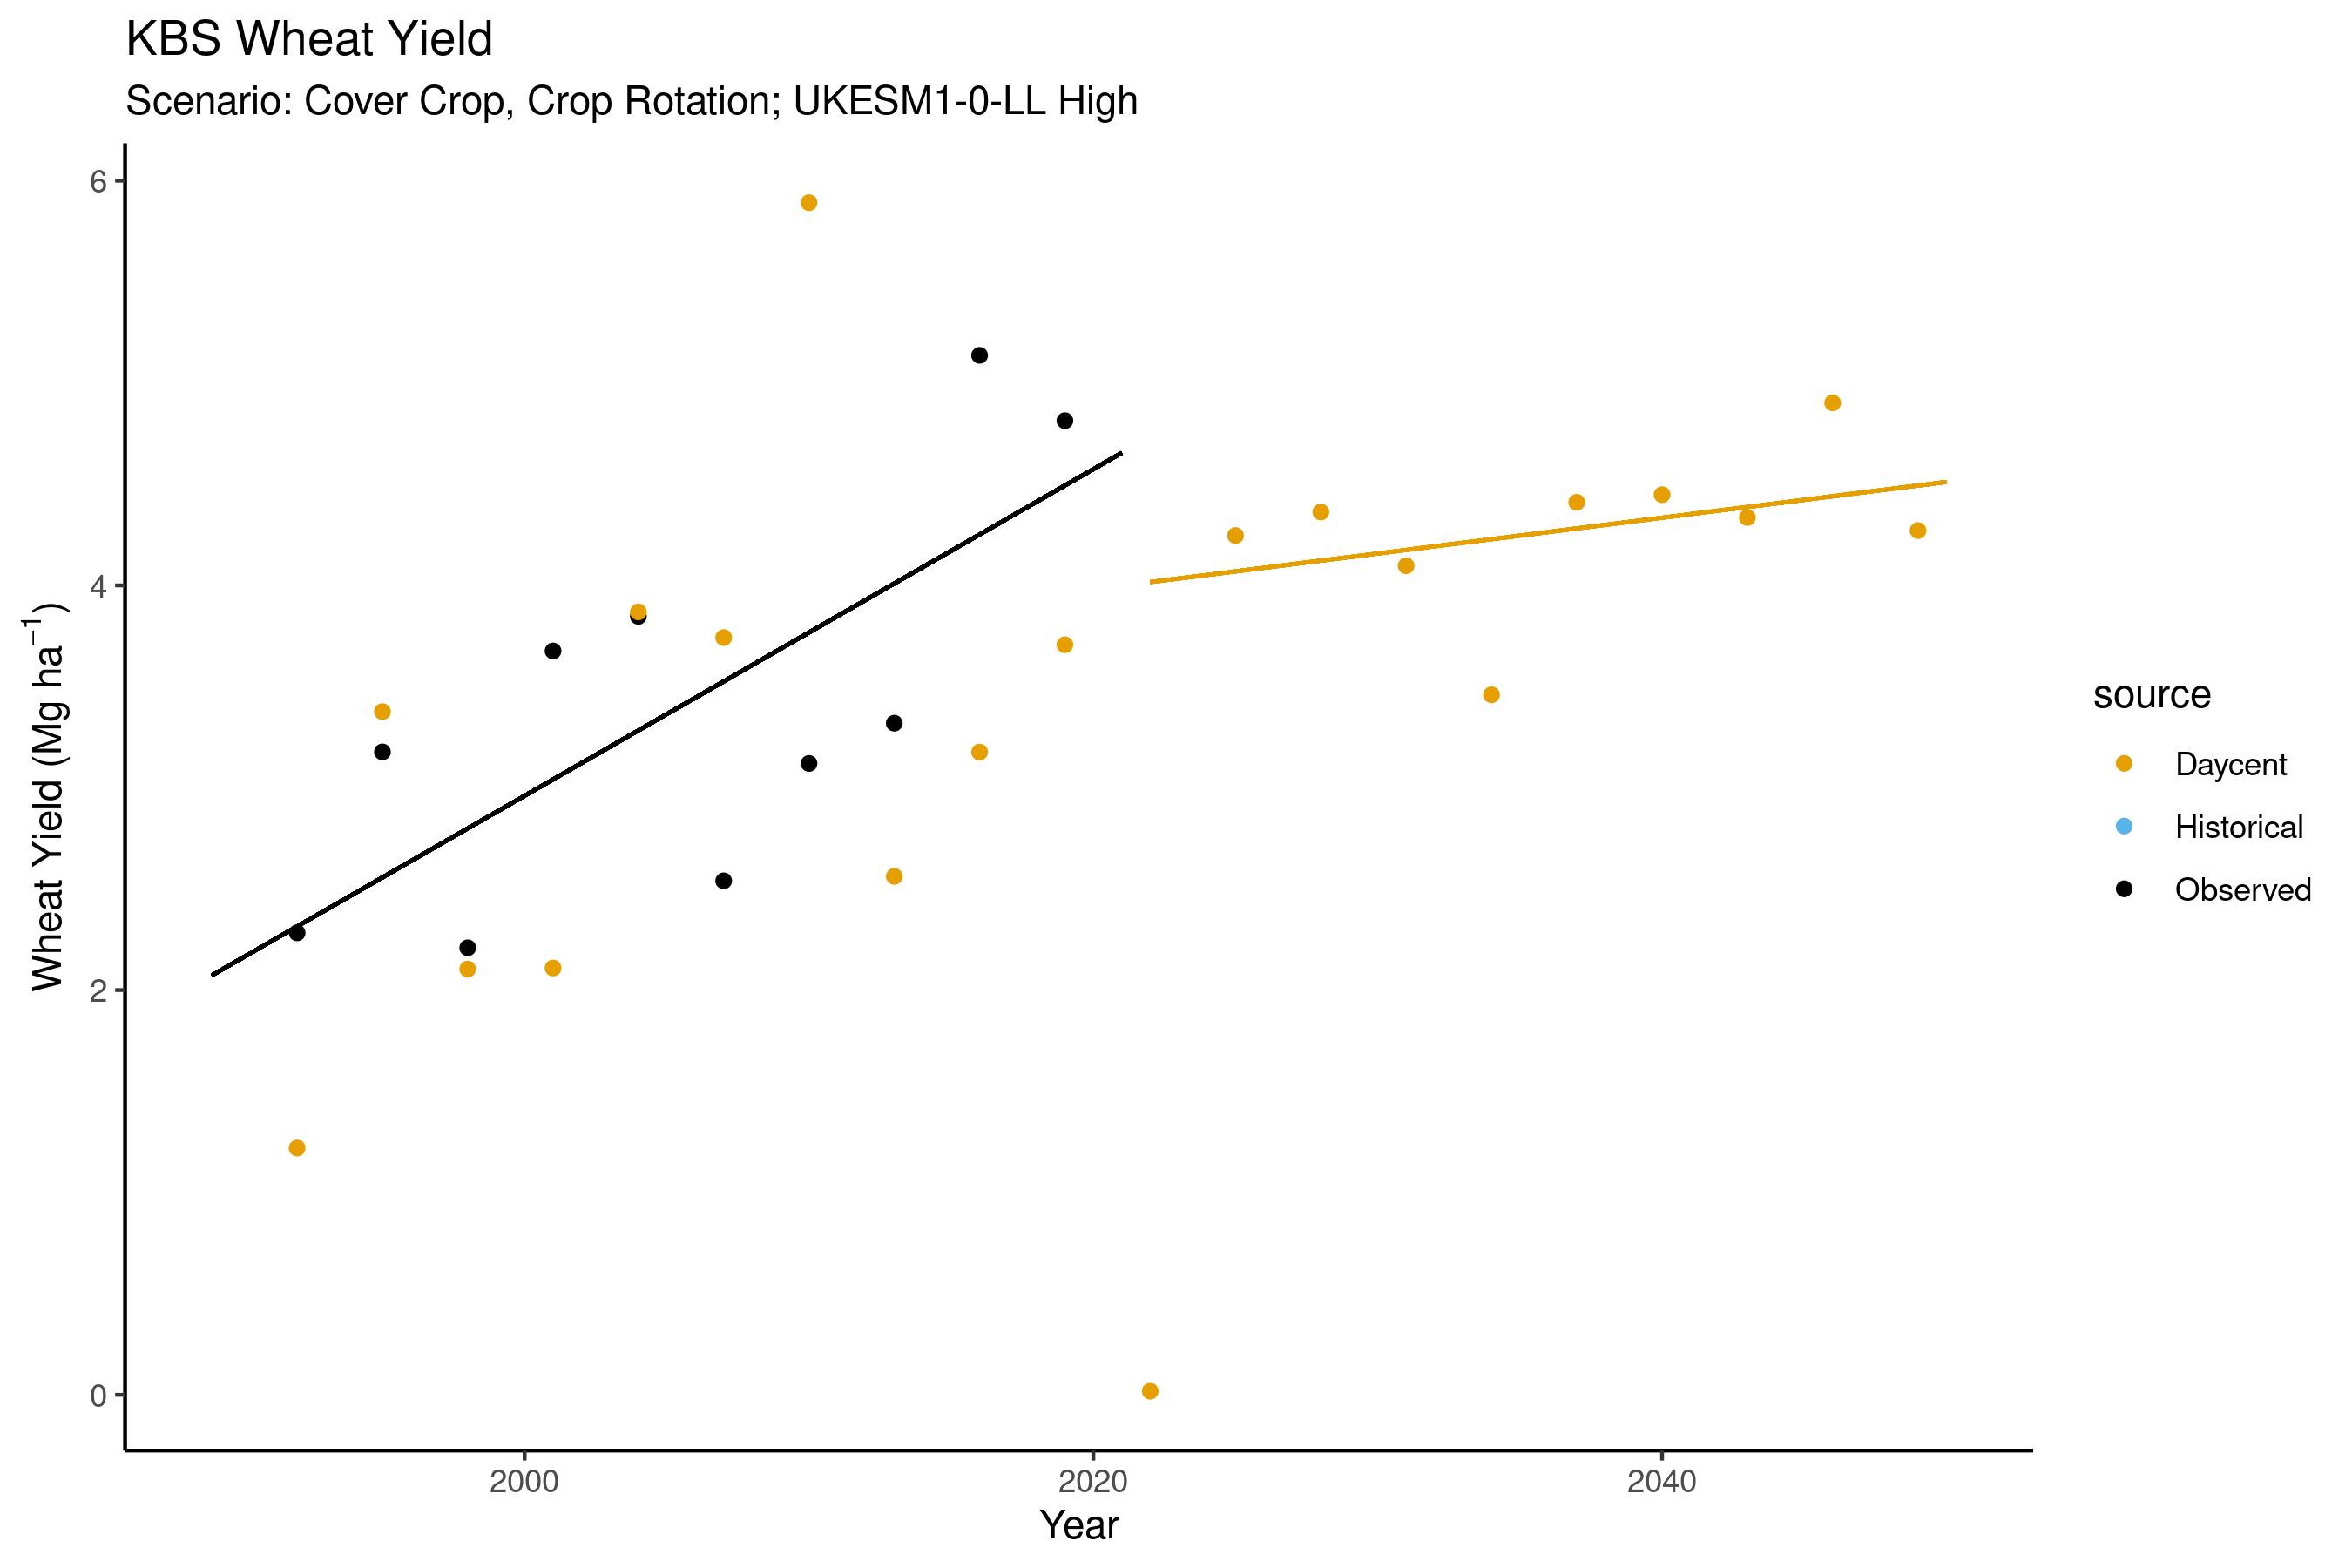 KBS Wheat Yield
Scenario: Cover Crop, Crop Rotation; UKESM1-0-LL High
Wheat Yield (Mg ha⁻¹)
6
4
2
0
2000
2020
2040
Year
source
Daycent
Historical
Observed